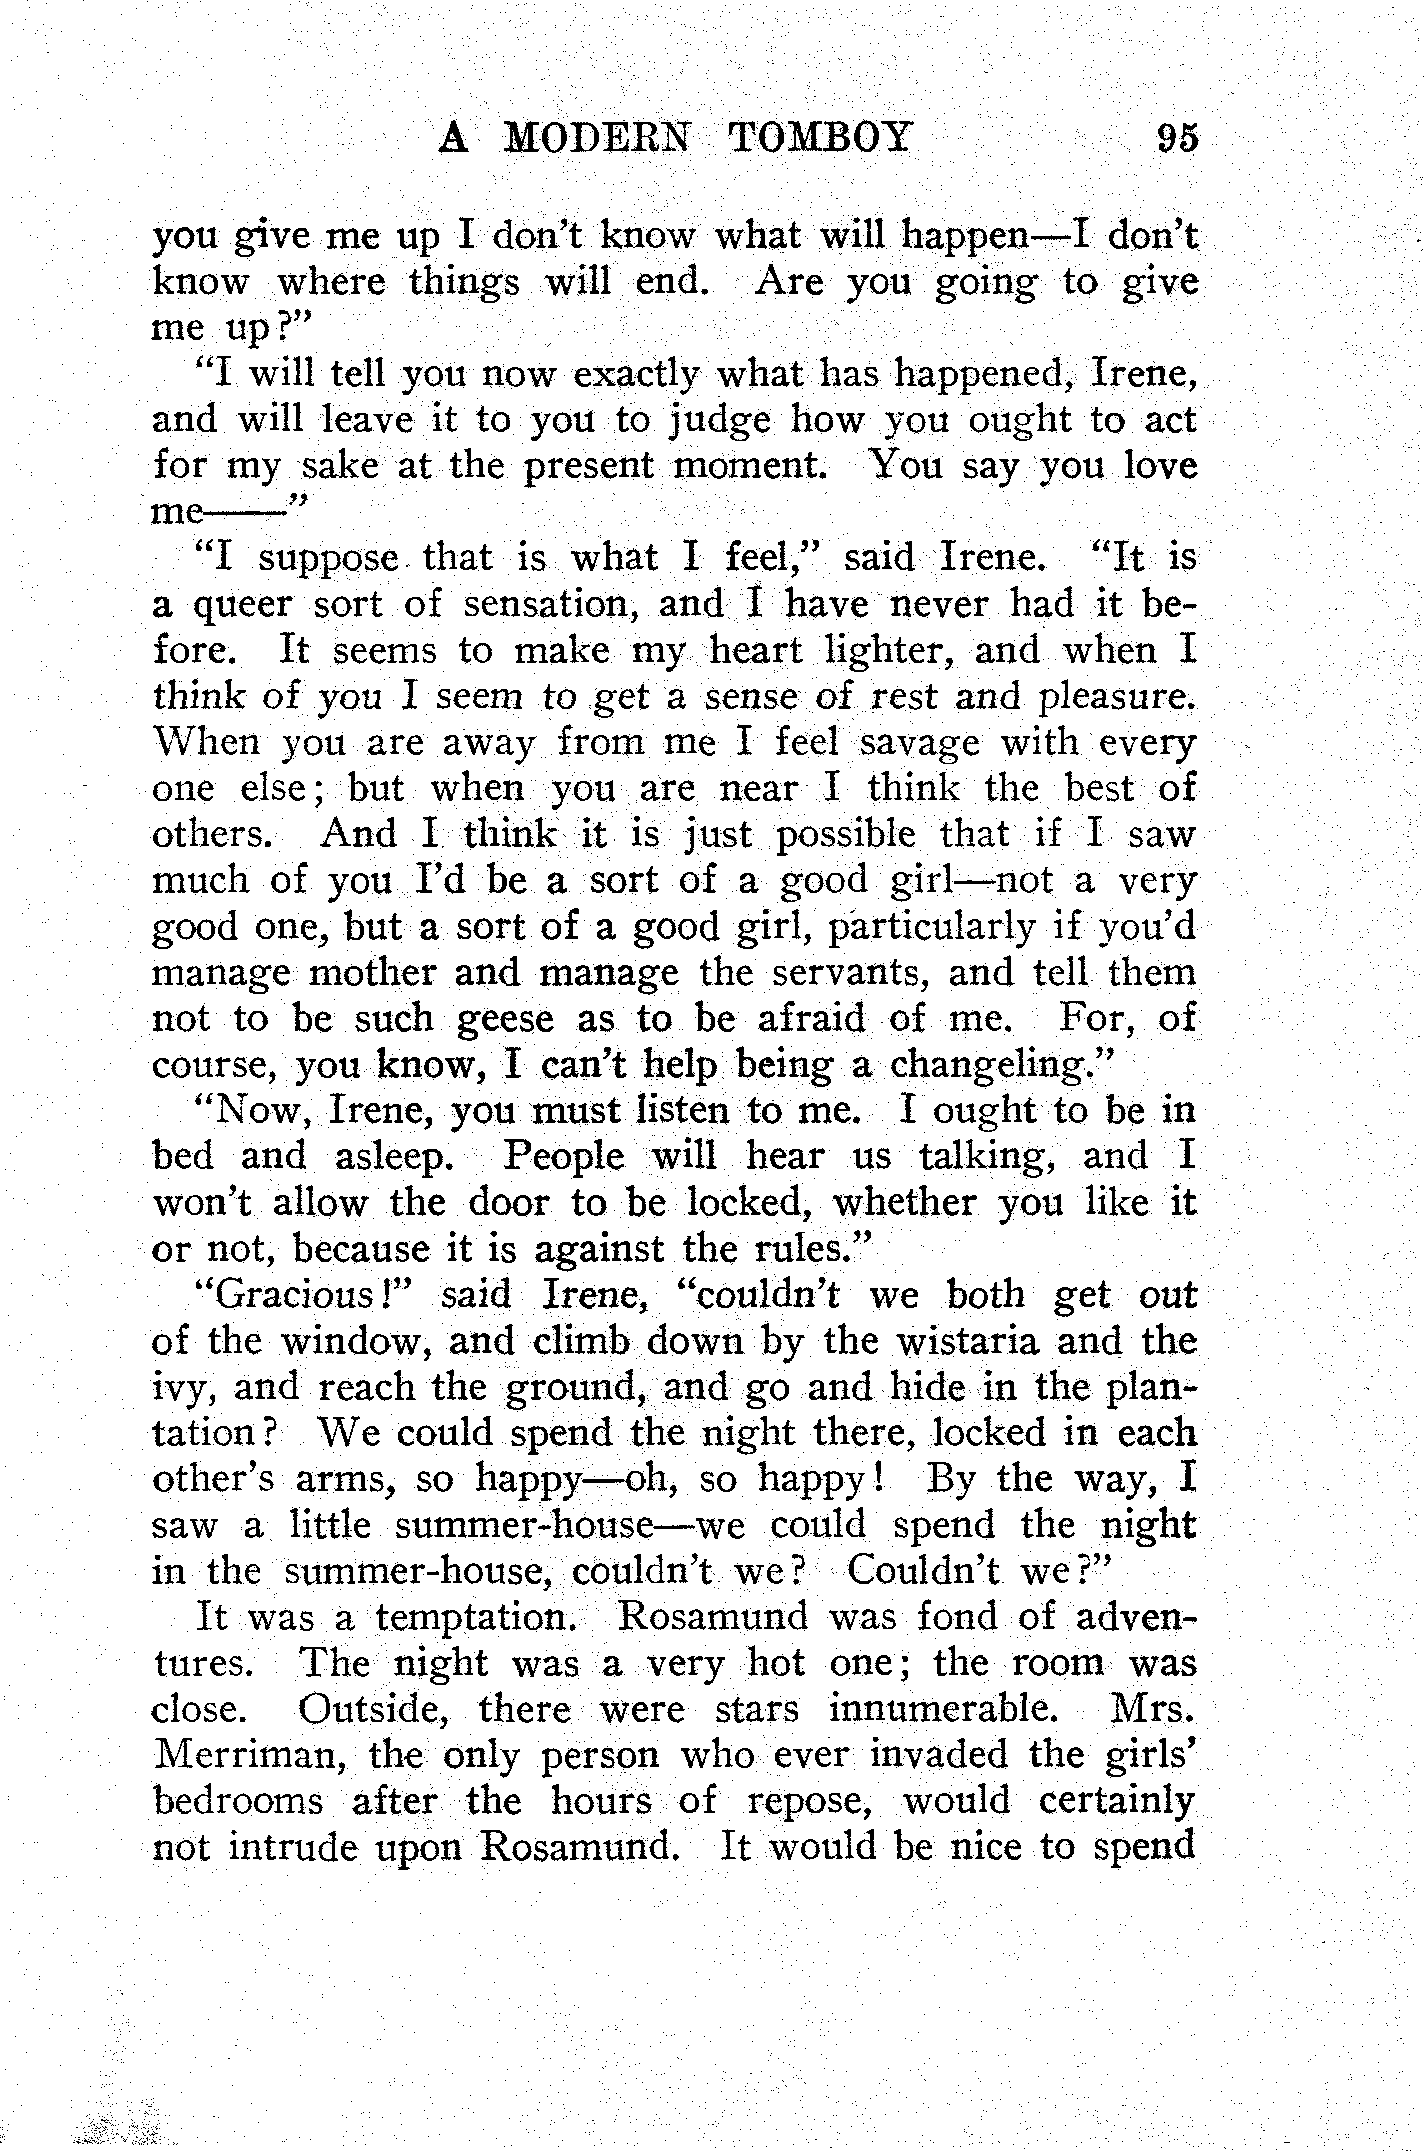 A MODERN TOMBOY 95
you give me up I don't know what will happen—I don't
know where things will end. Are you going to give
me up?"
"I will tell you now exactly what has happened, Irene,
and will leave it to you to judge how you ought to act
for my sake at the present moment. You say you love
me——"
"I suppose that is what I feel," said Irene. "It is
a queer sort of sensation, and I have never had it be-
fore. It seems to make my heart lighter, and when I
think of you I seem to get a sense of rest and pleasure.
When you are away from me I feel savage with every
one else; but when you are near I think the best of
others. And I think it is just possible that if I saw
much of you I'd be a sort of a good girl—not a very
good one, but a sort of a good girl, particularly if you'd
manage mother and manage the servants, and tell them
not to be such geese as to be afraid of me. For, of
course, you know, I can't help being a changeling."
"Now, Irene, you must listen to me. I ought to be in
bed and asleep. People will hear us talking, and I
won't allow the door to be locked, whether you like it
or not, because it is against the rules."
"Gracious!" said Irene, "couldn't we both get out
of the window, and climb down by the wistaria and the
ivy, and reach the ground, and go and hide in the plan-
tation? We could spend the night there, locked in each
other's arms, so happy—oh, so happy! By the way, I
saw a little summer-house—we could spend the night
in the summer-house, couldn't we? Couldn't we?"
It was a temptation. Rosamund was fond of adven-
tures. The night was a very hot one; the room was
close. Outside, there were stars innumerable. Mrs.
Merriman, the only person who ever invaded the girls'
bedrooms after the hours of repose, would certainly
not intrude upon Rosamund. It would be nice to spend